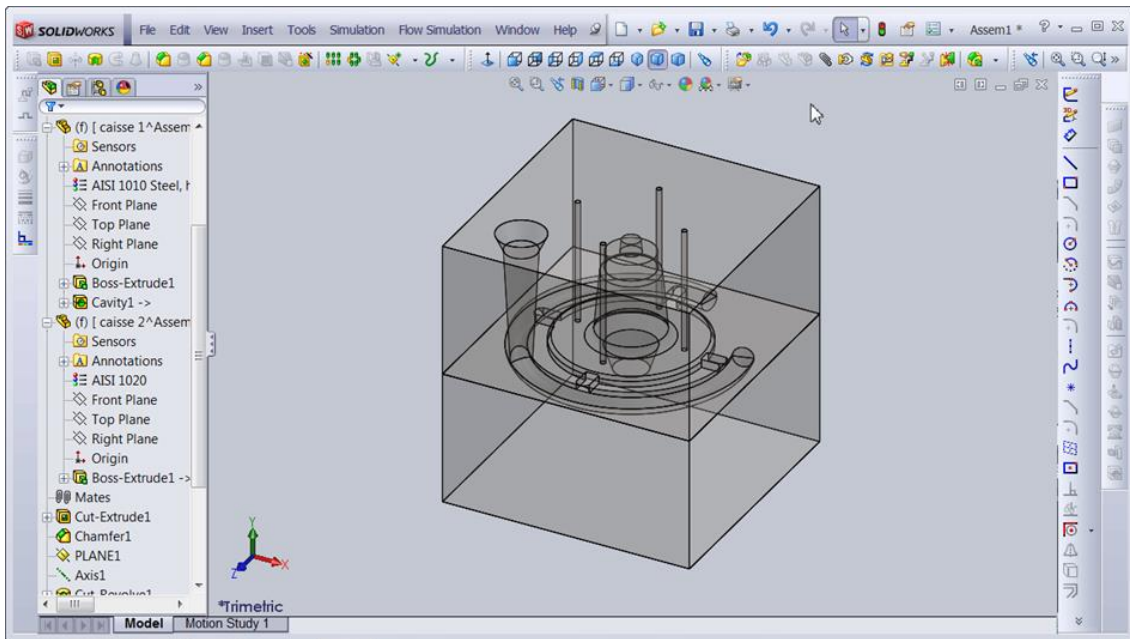 SOLIDWORKS File Edit View Insert Tools Simulation Flow Simulation Window Help Assem1 *
(f) [ caisse 1^Assem
Sensors
Annotations
AISI 1010 Steel, h
Front Plane
Top Plane
Right Plane
Origin
Boss-Extrude1
Cavity1 ->
(f) [ caisse 2^Assem
Sensors
Annotations
AISI 1020
Front Plane
Top Plane
Right Plane
Origin
Boss-Extrude1 ->
Mates
Cut-Extrude1
Chamfer1
PLANE1
Axis1
Cut-Revolve1
Y
X
Z
*Trimetric
Model Motion Study 1